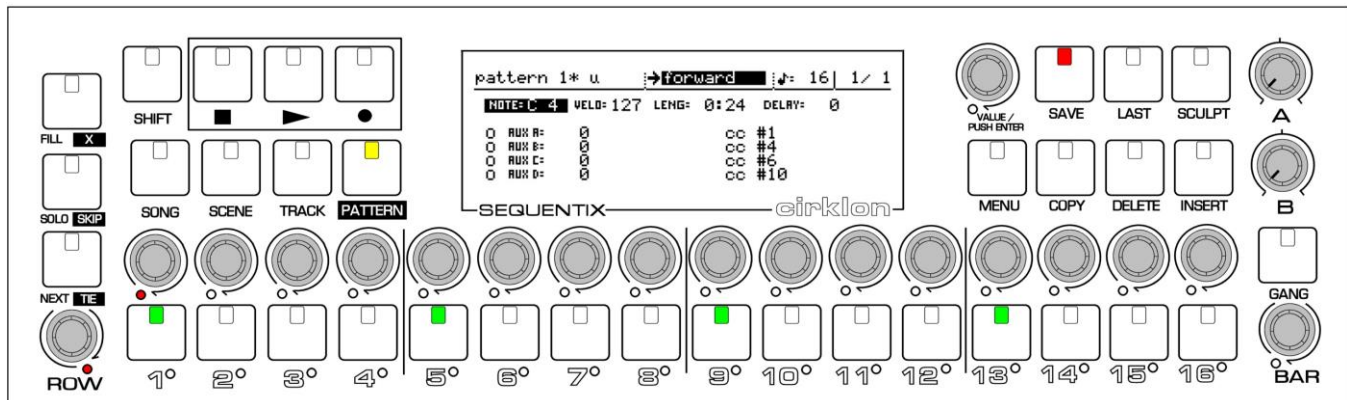 pattern 1* u →forward ♪: 16| 1/ 1
NOTE: C 4 VELO: 127 LENG: 0:24 DELAY: 0
O AUX A= 0 cc #1
O AUX B= 0 cc #4
O AUX C= 0 cc #6
O AUX D= 0 cc #10
SEQUENTIX cirklon
FILL X
SOLO SKIP
NEXT TIE
ROW
SHIFT
SONG SCENE TRACK PATTERN
VALUE /
PUSH ENTER
SAVE LAST SCULPT
MENU COPY DELETE INSERT
A
B
GANG
BAR
1° 2° 3° 4° 5° 6° 7° 8° 9° 10° 11° 12° 13° 14° 15° 16°